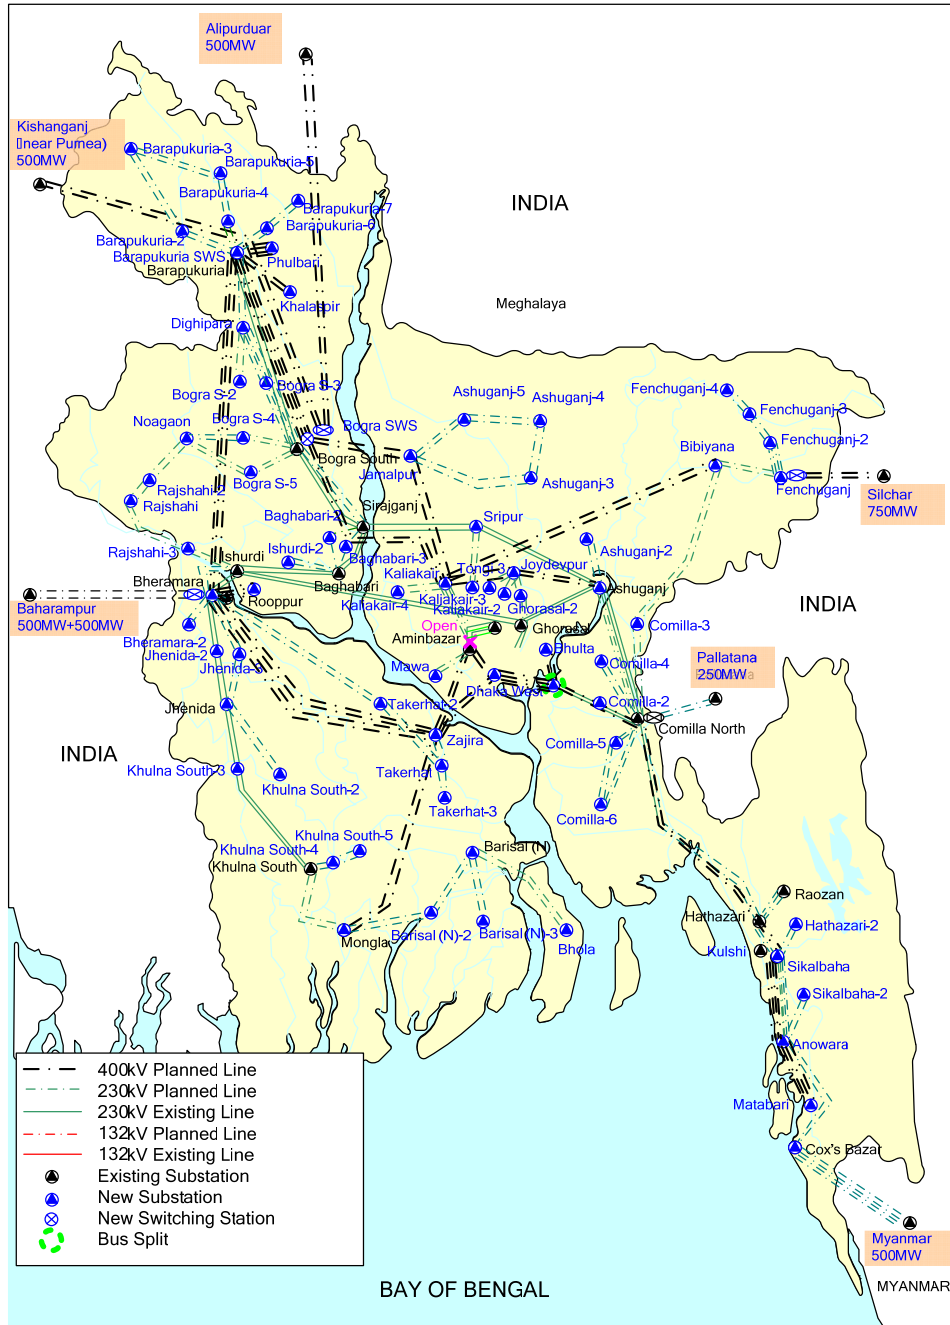 Alipurduar
500MW
Kishanganj
(near Purnea)
500MW
Barapukuria-3
Barapukuria-5
Barapukuria-4
Barapukuria-7
Barapukuria-6
Barapukuria-2
Barapukuria SWS
Barapukuria
Phulbari
Khalaspir
INDIA
Meghalaya
Dighipara
Bogra S-2
Bogra S-3
Noagaon
Bogra S-4
Bogra SWS
Bogra South
Bogra S-5
Rajshahi-2
Rajshahi
Ashuganj-5
Ashuganj-4
Jamalpur
Ashuganj-3
Fenchuganj-4
Fenchuganj-3
Fenchuganj-2
Bibiyana
Fenchuganj
Silchar
750MW
Sirajganj
Baghabari-2
Sripur
Rajshahi-3
Ishurdi
Ishurdi-2
Baghabari-3
Baghabari
Ashuganj-2
Kaliakair
Tongi-3
Joydevpur
Bheramara
Rooppur
Kaliakair-4
Kaliakair-3
Kaliakair-2
Ghorasal-2
Ashuganj
Baharampur
500MW+500MW
INDIA
Open
Aminbazar
Ghorasal
Comilla-3
Bheramara-2
Jhenida-2
Jhenida-3
Bhulta
Comilla-4
Pallatana
250MW
Mawa
Dhaka West
Jhenida
Takerhat-2
Comilla-2
Comilla North
Zajira
Comilla-5
INDIA
Khulna South-3
Khulna South-2
Takerhat
Takerhat-3
Comilla-6
Khulna South-5
Khulna South-4
Khulna South
Barisal (N)
Mongla
Barisal (N)-2
Barisal (N)-3
Bhola
Raozan
Hathazari
Hathazari-2
Kulshi
Sikalbaha
Sikalbaha-2
Anowara
Matabari
Cox's Bazar
400kV Planned Line
230kV Planned Line
230kV Existing Line
132kV Planned Line
132kV Existing Line
Existing Substation
New Substation
New Switching Station
Bus Split
Myanmar
500MW
BAY OF BENGAL
MYANMAR